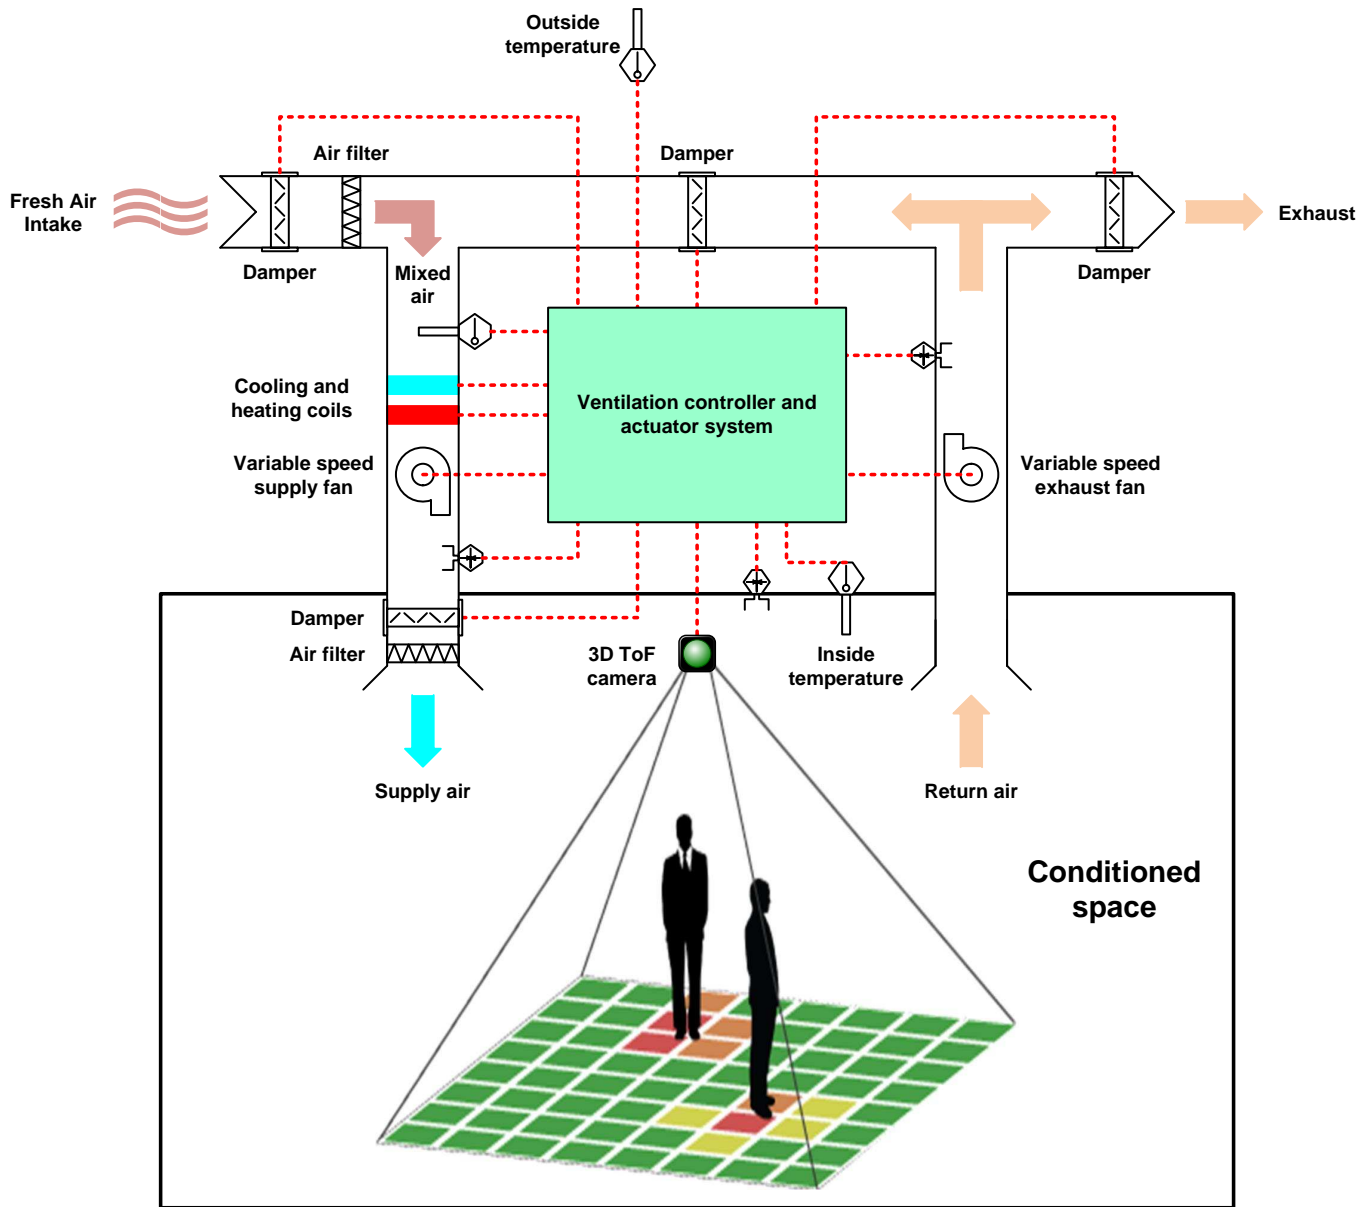 Outside
temperature
Air filter
Damper
Fresh Air
Intake
Exhaust
Damper
Mixed
air
Damper
Cooling and
heating coils
Ventilation controller and
actuator system
Variable speed
supply fan
Variable speed
exhaust fan
Damper
Air filter
3D ToF
camera
Inside
temperature
Supply air
Return air
Conditioned
space